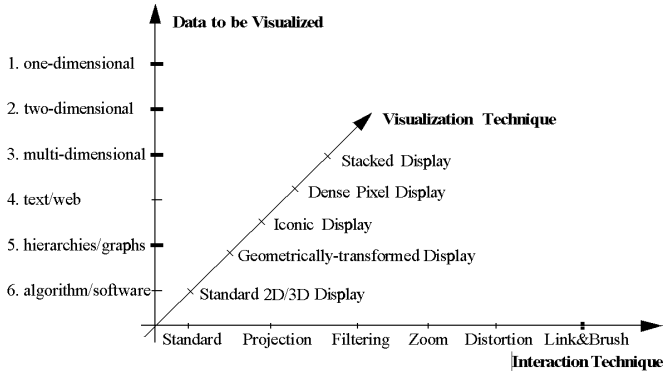 Data to be Visualized
1. one-dimensional
2. two-dimensional
3. multi-dimensional
4. text/web
5. hierarchies/graphs
6. algorithm/software
Visualization Technique
Stacked Display
Dense Pixel Display
Iconic Display
Geometrically-transformed Display
Standard 2D/3D Display
Standard Projection Filtering Zoom Distortion Link&Brush
Interaction Technique